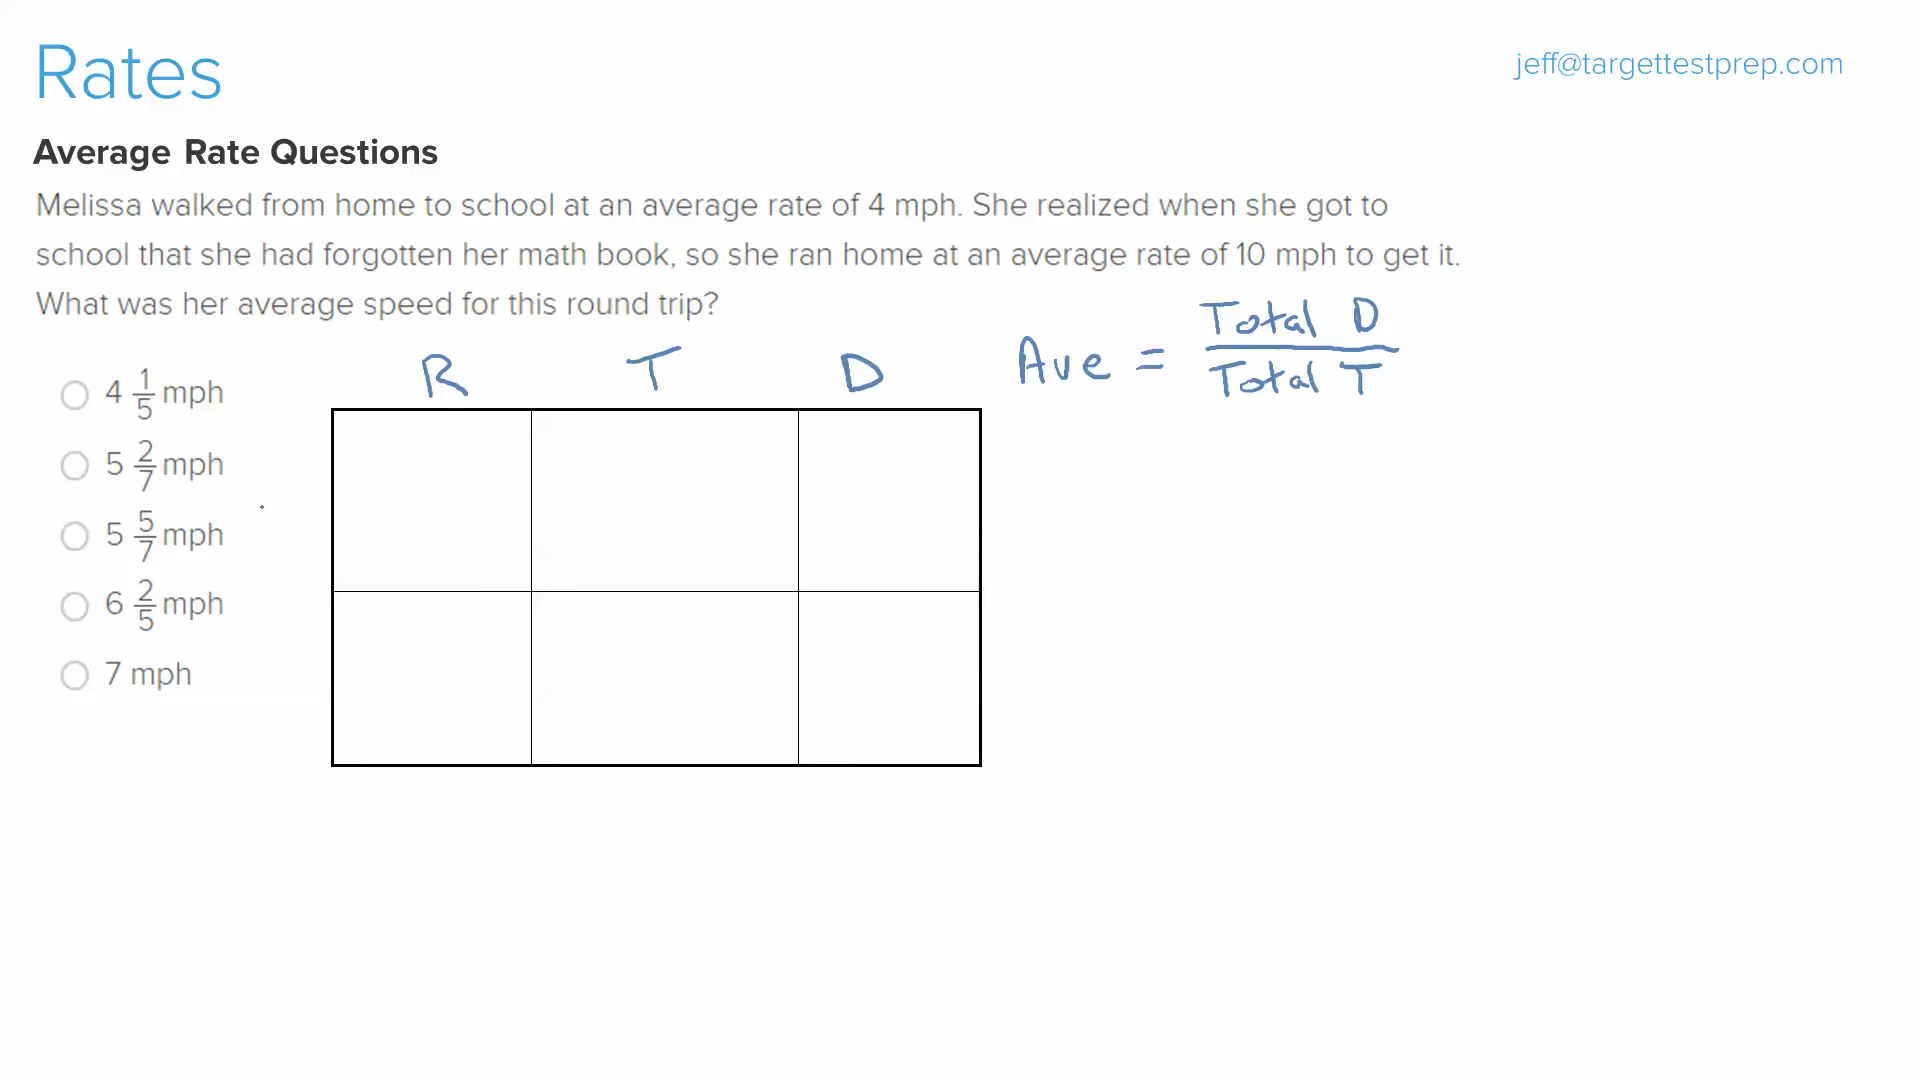 Rates
jeff@targettestprep.com
Average Rate Questions
Melissa walked from home to school at an average rate of 4 mph. She realized when she got to
school that she had forgotten her math book, so she ran home at an average rate of 10 mph to get it.
What was her average speed for this round trip?
4 1/5 mph
5 2/7 mph
5 5/7 mph
6 2/5 mph
7 mph
R T D
Ave = Total D / Total T